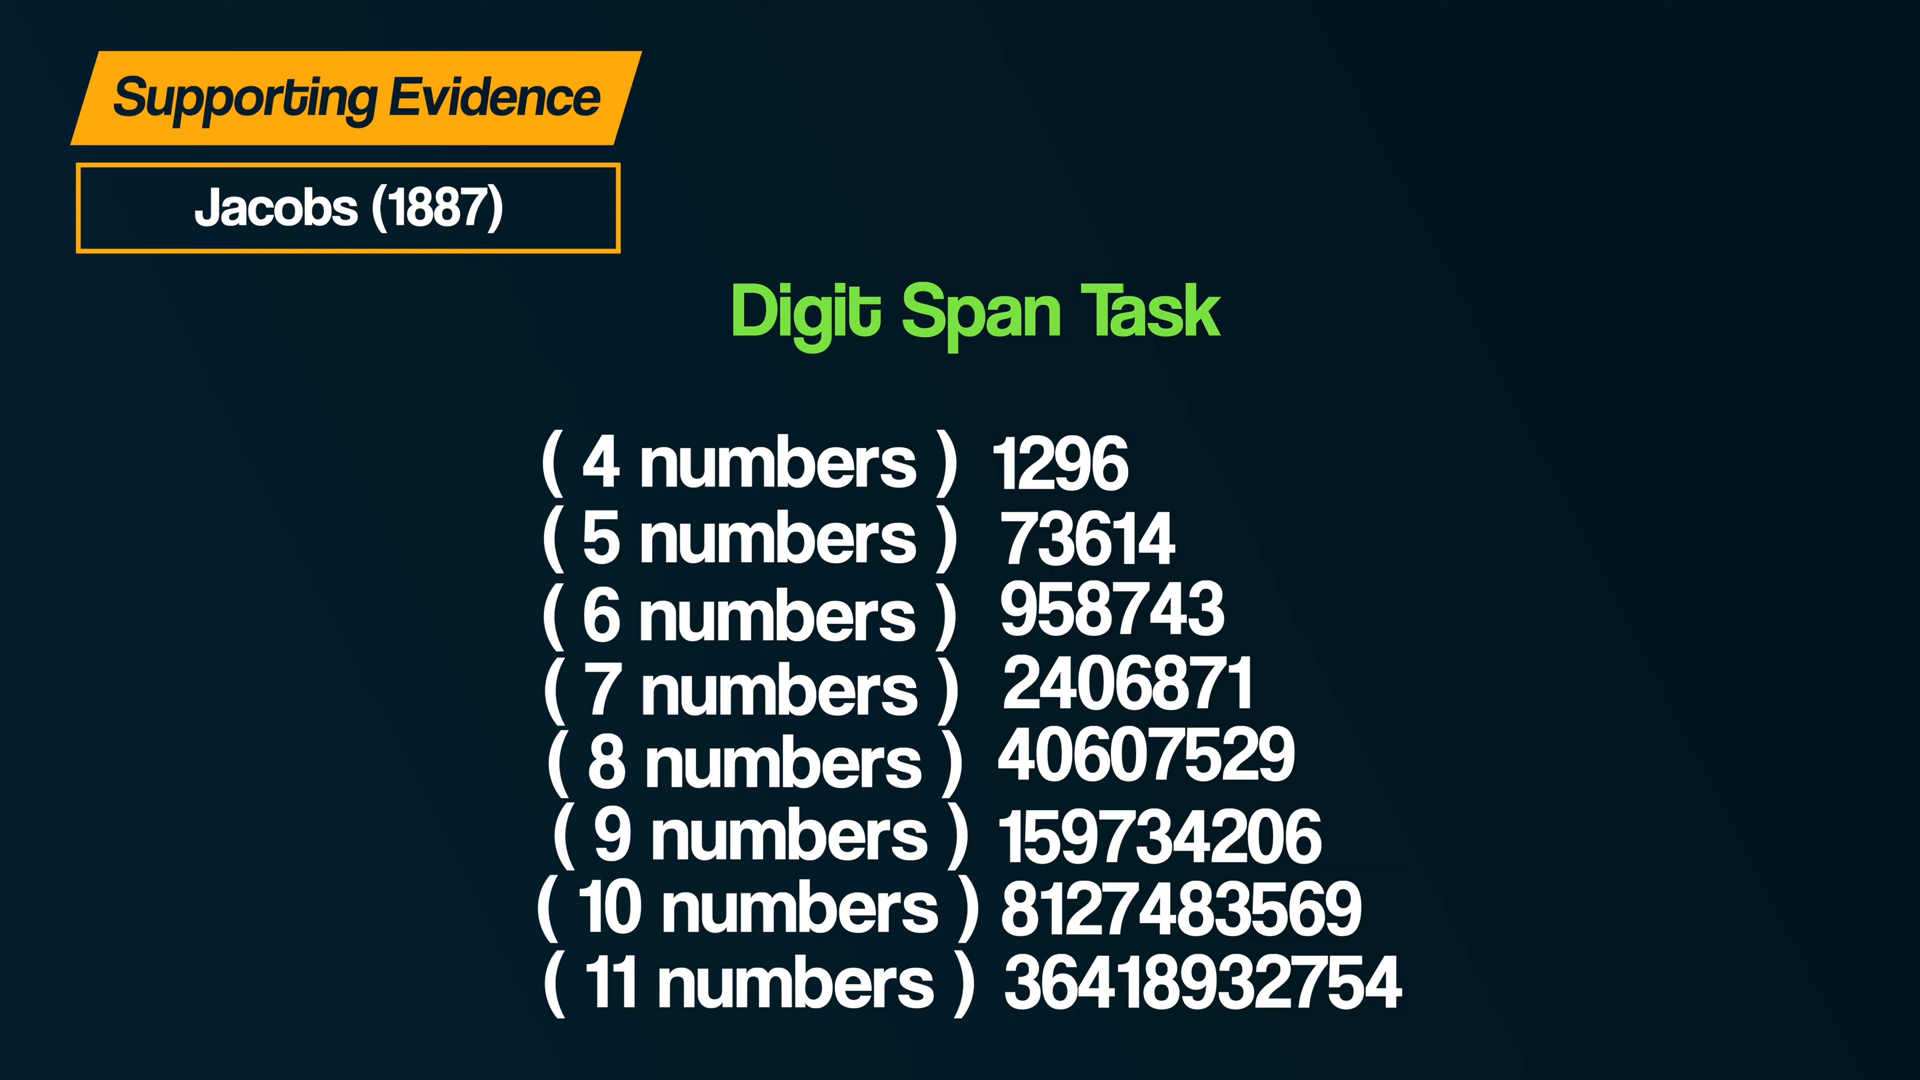 Supporting Evidence
Jacobs (1887)
Digit Span Task
( 4 numbers ) 1296
( 5 numbers ) 73614
( 6 numbers ) 958743
( 7 numbers ) 2406871
( 8 numbers ) 40607529
( 9 numbers ) 159734206
( 10 numbers ) 8127483569
( 11 numbers ) 36418932754